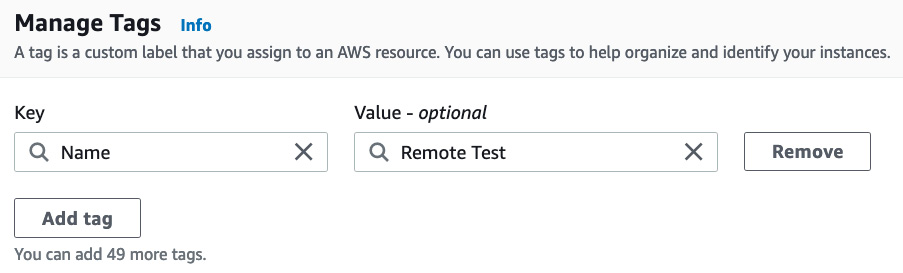 Manage Tags Info
A tag is a custom label that you assign to an AWS resource. You can use tags to help organize and identify your instances.
Key Value - optional
Name Remote Test Remove
Add tag
You can add 49 more tags.